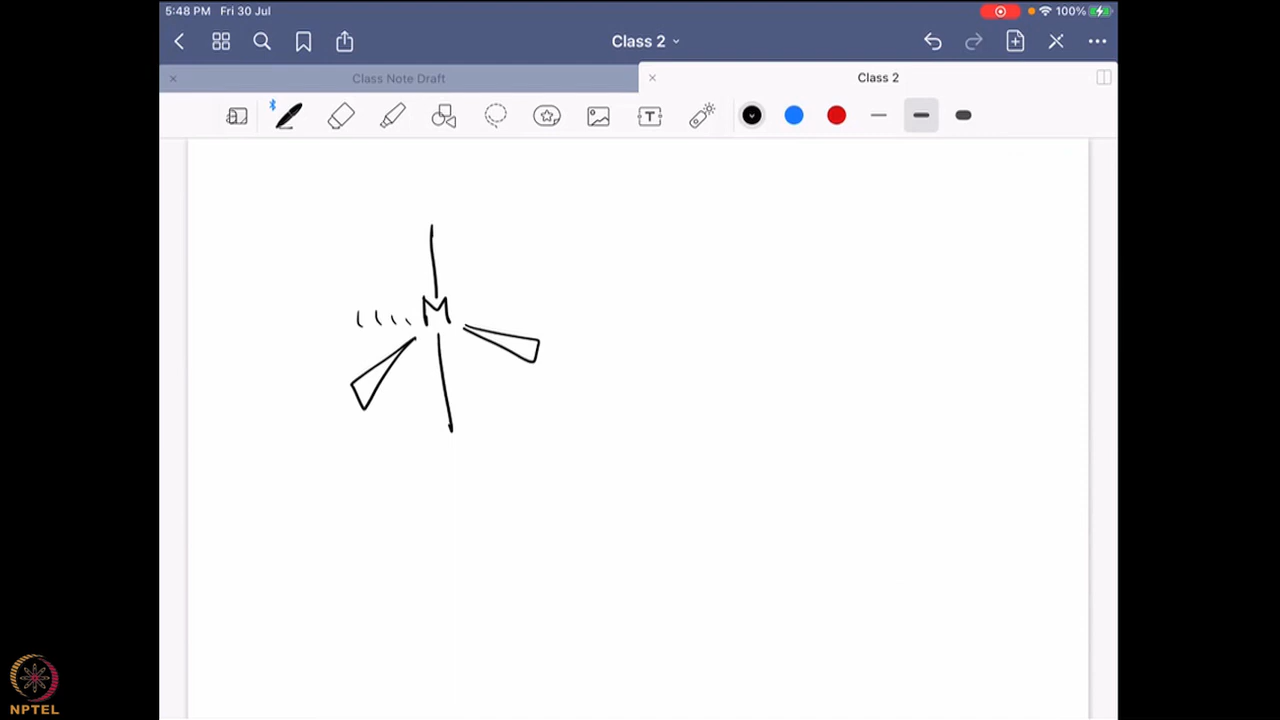 5:48 PM Fri 30 Jul 100%
Class 2
Class Note Draft
Class 2
T
M
NPTEL